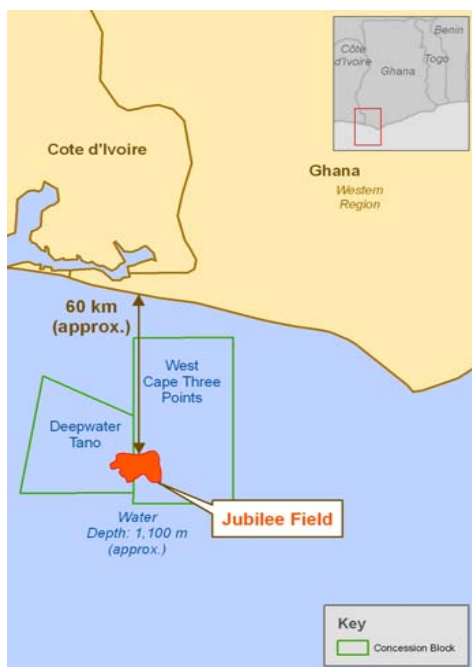 Côte
d'Ivoire
Ghana
Togo
Benin
Cote d'Ivoire
Ghana
Western
Region
60 km
(approx.)
West
Cape Three
Points
Deepwater
Tano
Jubilee Field
Water
Depth: 1,100 m
(approx.)
Key
Concession Block